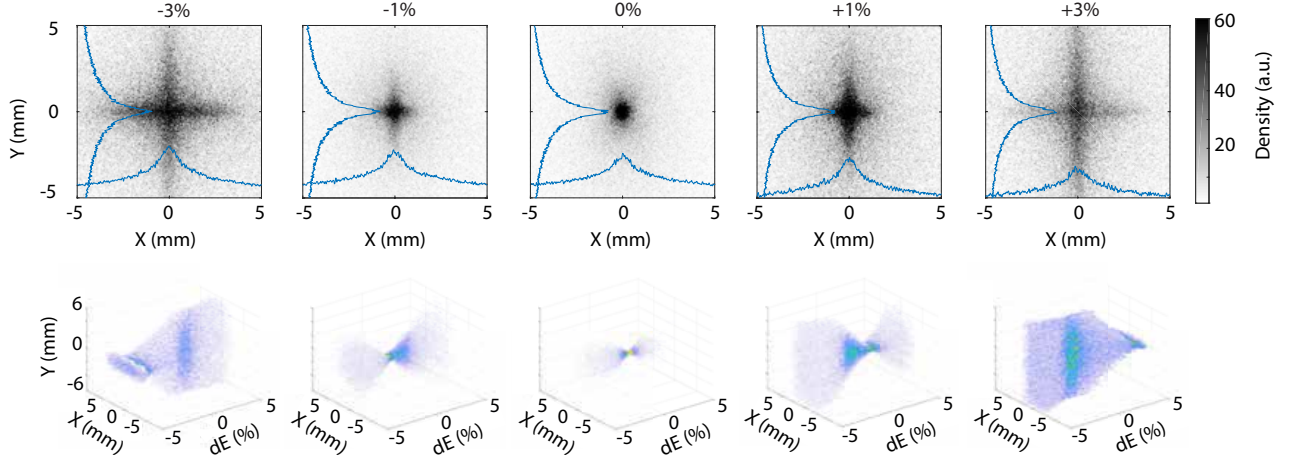 -3% -1% 0% +1% +3%
5 60
Y (mm) 0 40 Density (a.u.)
20
-5
-5 0 5 -5 0 5 -5 0 5 -5 0 5 -5 0 5
X (mm) X (mm) X (mm) X (mm) X (mm)
6
Y (mm) 0
-6
5 0 -5 5 5 0 -5 5 5 0 -5 5 5 0 -5 5 5 0 -5 5
-5 0 -5 0 -5 0 -5 0 -5 0
X (mm) dE (%) X (mm) dE (%) X (mm) dE (%) X (mm) dE (%) X (mm) dE (%)